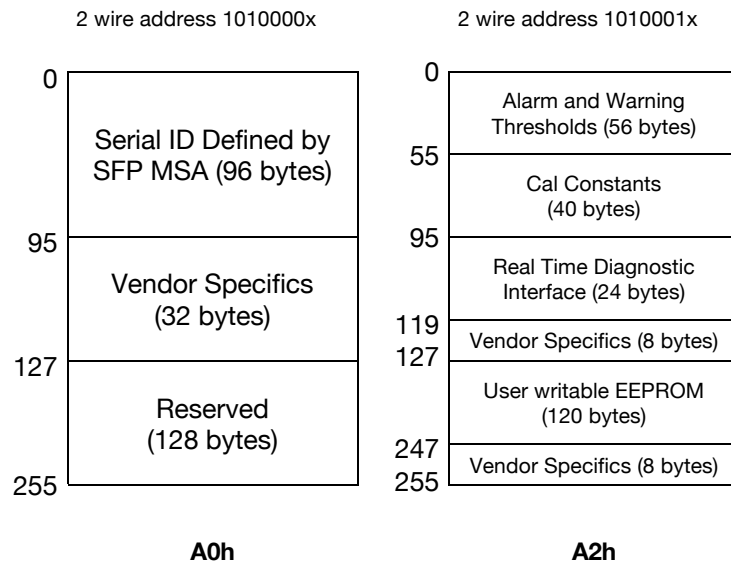 2 wire address 1010000x
0
Serial ID Defined by
SFP MSA (96 bytes)
95
Vendor Specifics
(32 bytes)
127
Reserved
(128 bytes)
255
A0h
2 wire address 1010001x
0
Alarm and Warning
Thresholds (56 bytes)
55
Cal Constants
(40 bytes)
95
Real Time Diagnostic
Interface (24 bytes)
119
Vendor Specifics (8 bytes)
127
User writable EEPROM
(120 bytes)
247
Vendor Specifics (8 bytes)
255
A2h